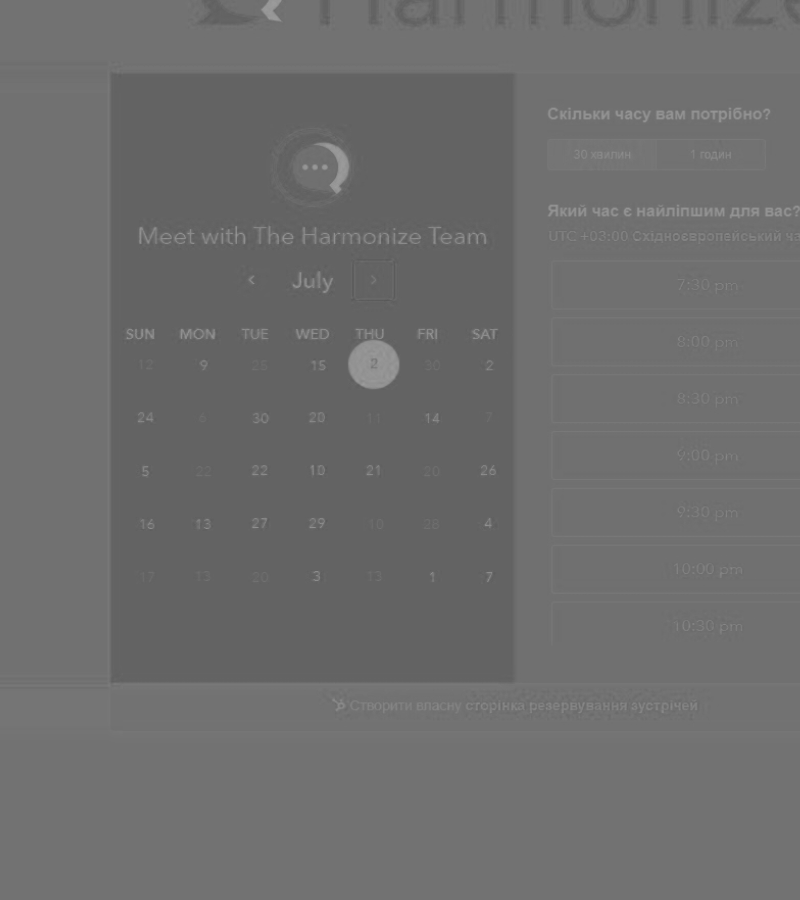 Harmonize
Meet with The Harmonize Team
‹ July ›
SUN MON TUE WED THU FRI SAT
12 9 25 15 2 30 2
24 6 30 20 11 14 7
5 22 22 10 21 20 26
16 13 27 29 10 28 4
17 13 20 3 13 1 7
Скільки часу вам потрібно?
30 хвилин. 1 годин
Який час є найліпшим для вас?
UTC +03:00 Східноєвропейський
7:30 pm
8:00 pm
8:30 pm
9:00 pm
9:30 pm
10:00 pm
10:30 pm
Створити власну сторінка резервування зустрічей